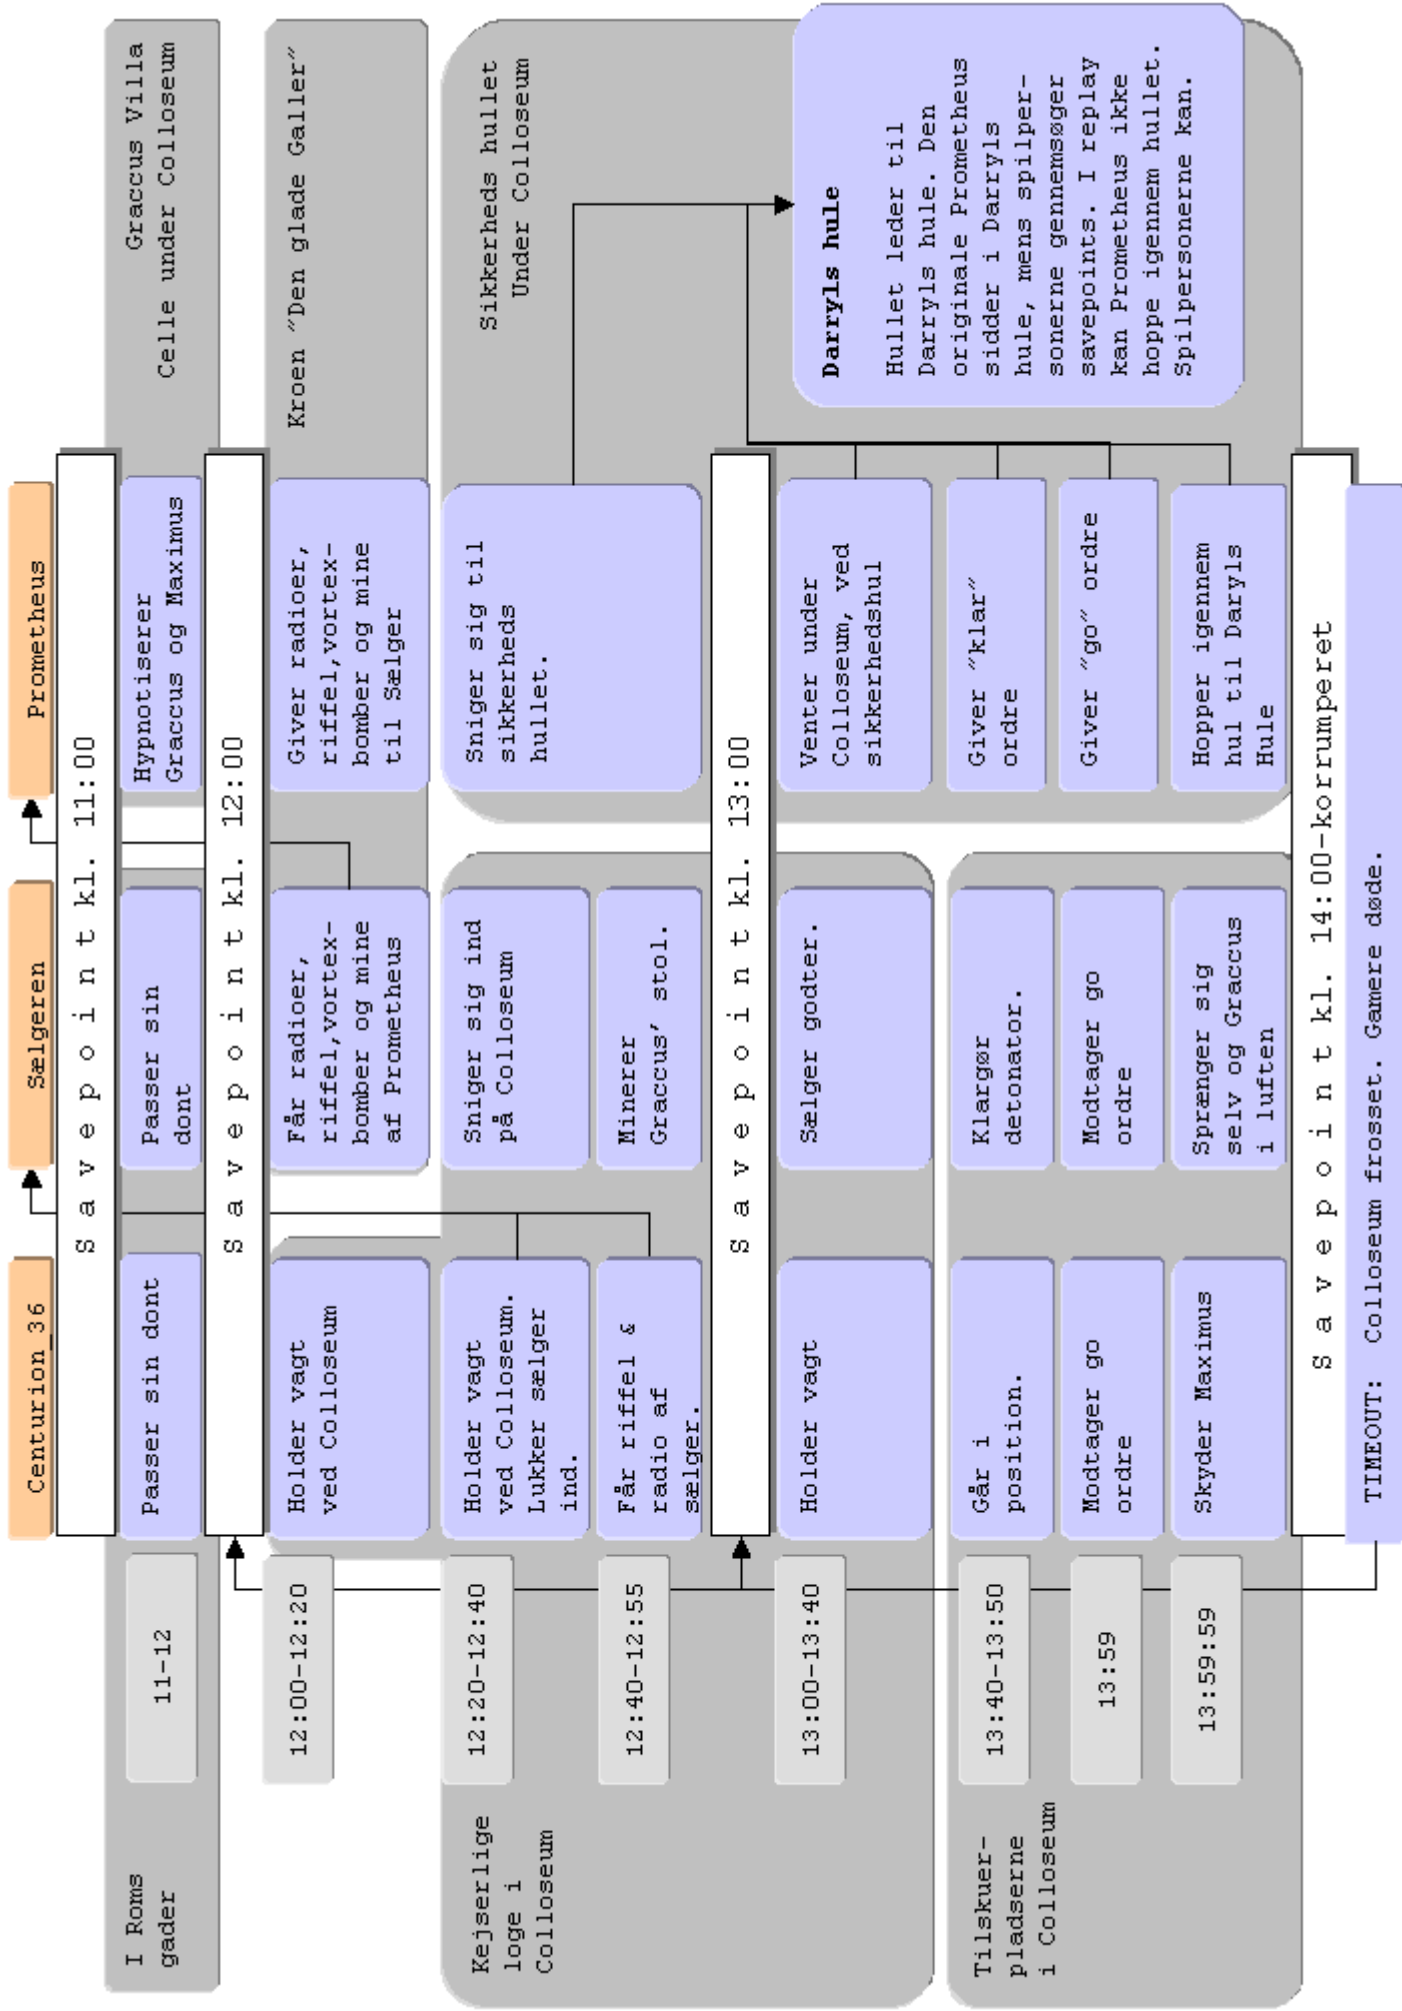 Centurion 36
Sælgeren
Prometheus
S a v e p o i n t kl. 11:00
I Roms
gader
11-12
Passer sin dont
Passer sin
dont
Hypnotiserer
Graccus og Maximus
Graccus Villa
Celle under Colloseum
S a v e p o i n t kl. 12:00
12:00-12:20
Holder vagt
ved Colloseum
Får radioer,
riffel,vortex-
bomber og mine
af Prometheus
Giver radioer,
riffel,vortex-
bomber og mine
til Sælger
Kroen "Den glade Galler"
Kejserlige
loge i
Colloseum
12:20-12:40
Holder vagt
ved Colloseum.
Lukker sælger
ind.
Sniger sig ind
på Colloseum
Sniger sig til
sikkerheds
hullet.
Sikkerheds hullet
Under Colloseum
12:40-12:55
Får riffel &
radio af
sælger.
Minerer
Graccus' stol.
S a v e p o i n t kl. 13:00
13:00-13:40
Holder vagt
Sælger godter.
Venter under
Colloseum, ved
sikkerhedshul
Darryls hule
Hullet leder til
Darryls hule. Den
originale Prometheus
sidder i Darryls
hule, mens spilper-
sonerne gennemsøger
savepoints. I replay
kan Prometheus ikke
hoppe igennem hullet.
Spilpersonerne kan.
Tilskuer-
pladserne
i Colloseum
13:40-13:50
Går i
position.
Klargør
detonator.
Giver "klar"
ordre
13:59
Modtager go
ordre
Modtager go
ordre
Giver "go" ordre
13:59:59
Skyder Maximus
Sprænger sig
selv og Graccus
i luften
Hopper igennem
hul til Daryls
Hule
S a v e p o i n t kl. 14:00-korrumperet
TIMEOUT: Colloseum frosset. Gamere døde.